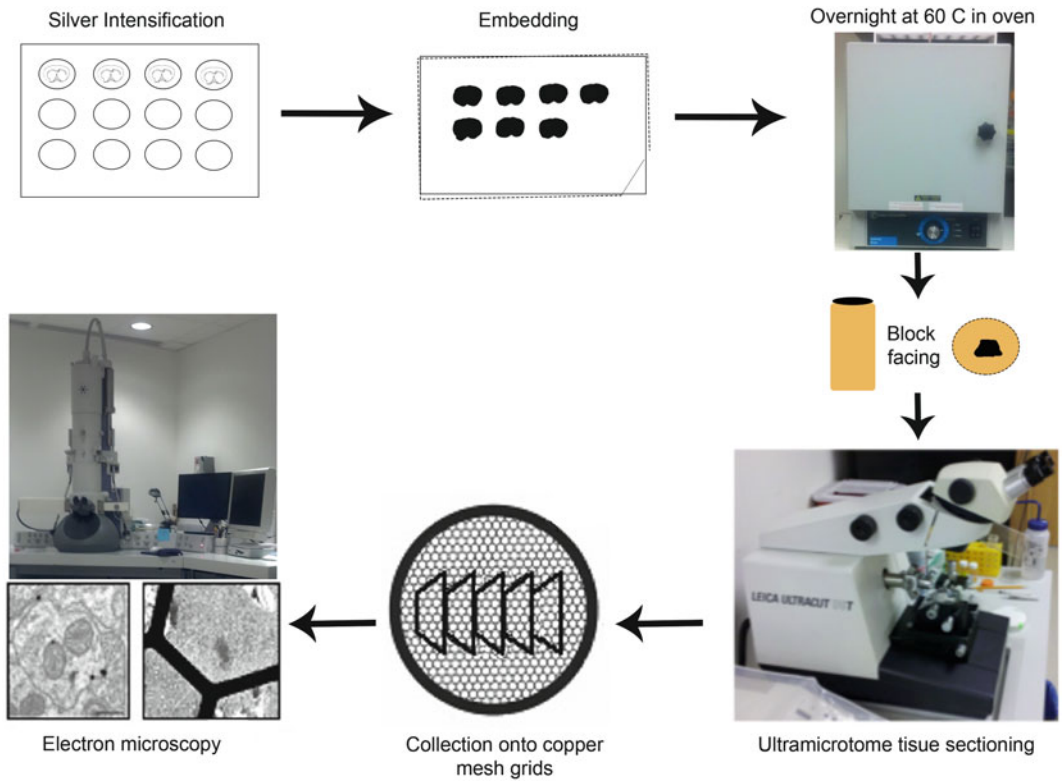 Silver Intensification
Embedding
Overnight at 60 C in oven
Block
facing
LEICA ULTRACUT
Ultramicrotome tissue sectioning
Collection onto copper
mesh grids
Electron microscopy